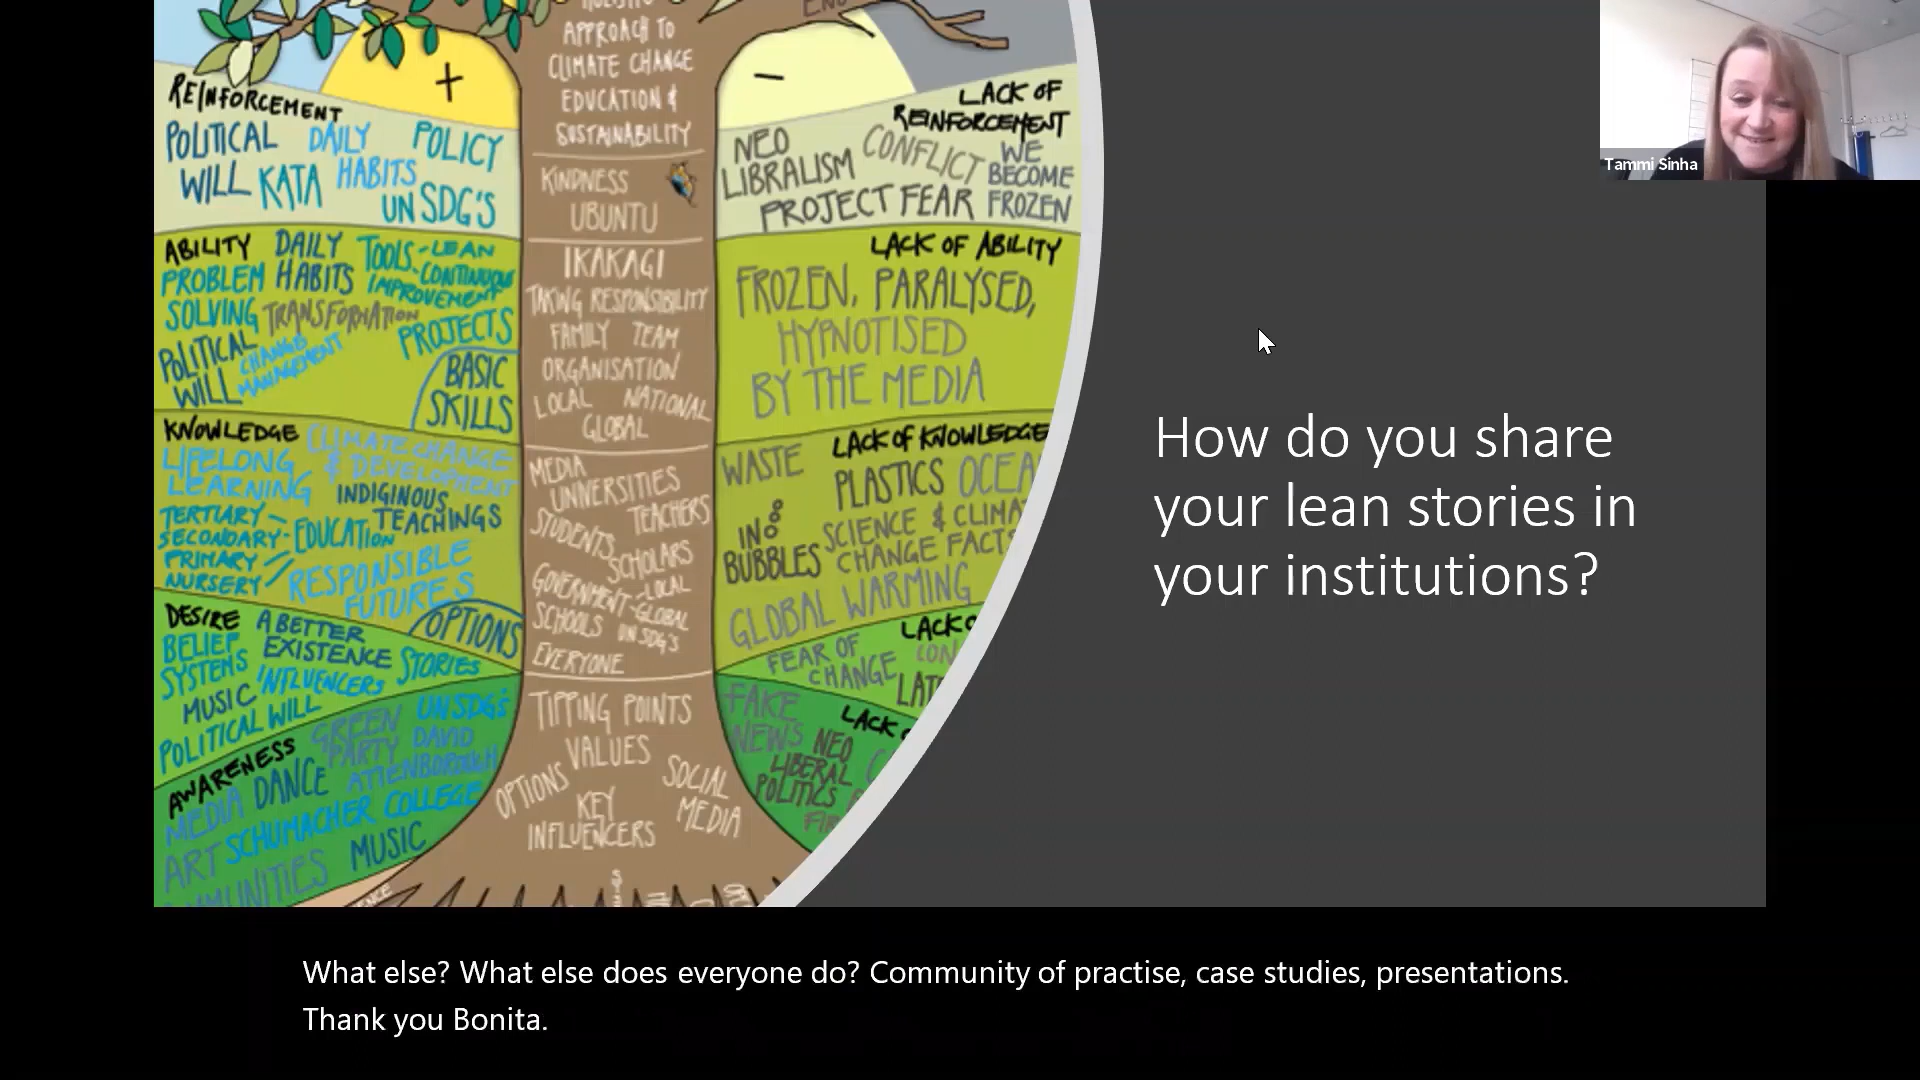 APPROACH TO
CLIMATE CHANGE
EDUCATION &
SUSTAINABILITY
KINDNESS
UBUNTU
IKAKAGI
TAKING RESPONSIBILITY
FAMILY TEAM
ORGANISATION
LOCAL NATIONAL
GLOBAL
MEDIA
UNIVERSITIES
STUDENTS TEACHERS
SCHOLARS
GOVERNMENT-LOCAL
-GLOBAL
SCHOOLS UN SDG'S
EVERYONE
TIPPING POINTS
VALUES
OPTIONS SOCIAL
MEDIA
KEY
INFLUENCERS
+
REINFORCEMENT
POLITICAL DAILY POLICY
WILL KATA HABITS
UN SDG'S
ABILITY DAILY TOOLS-LEAN
PROBLEM HABITS -CONTINUOUS
IMPROVEMENT
SOLVING TRANSFORMATION
PROJECTS
POLITICAL CHANGE
WILL MANAGEMENT
BASIC
SKILLS
KNOWLEDGE CLIMATE CHANGE
LIFELONG & DEVELOPMENT
LEARNING INDIGINOUS
TERTIARY- TEACHINGS
SECONDARY-EDUCATION
PRIMARY
NURSERY RESPONSIBLE
FUTURES
OPTIONS
DESIRE A BETTER
BELIEF EXISTENCE
SYSTEMS STORIES
MUSIC INFLUENCERS
POLITICAL WILL
AWARENESS GREEN UN SDG'S
PARTY DAVID
MEDIA DANCE ATTENBOROUGH
ART SCHUMACHER COLLEGE
MUSIC
–
LACK OF
REINFORCEMENT
NEO CONFLICT WE
LIBRALISM BECOME
PROJECT FEAR FROZEN
LACK OF ABILITY
FROZEN, PARALYSED,
HYPNOTISED
BY THE MEDIA
LACK OF KNOWLEDGE
WASTE PLASTICS
IN SCIENCE &
BUBBLES CHANGE FACTS
GLOBAL WARMING
LACK
FEAR OF
CHANGE
FAKE LACK
NEWS NEO
LIBERAL
POLITICS
How do you share
your lean stories in
your institutions?
Tammi Sinha
What else? What else does everyone do? Community of practise, case studies, presentations.
Thank you Bonita.